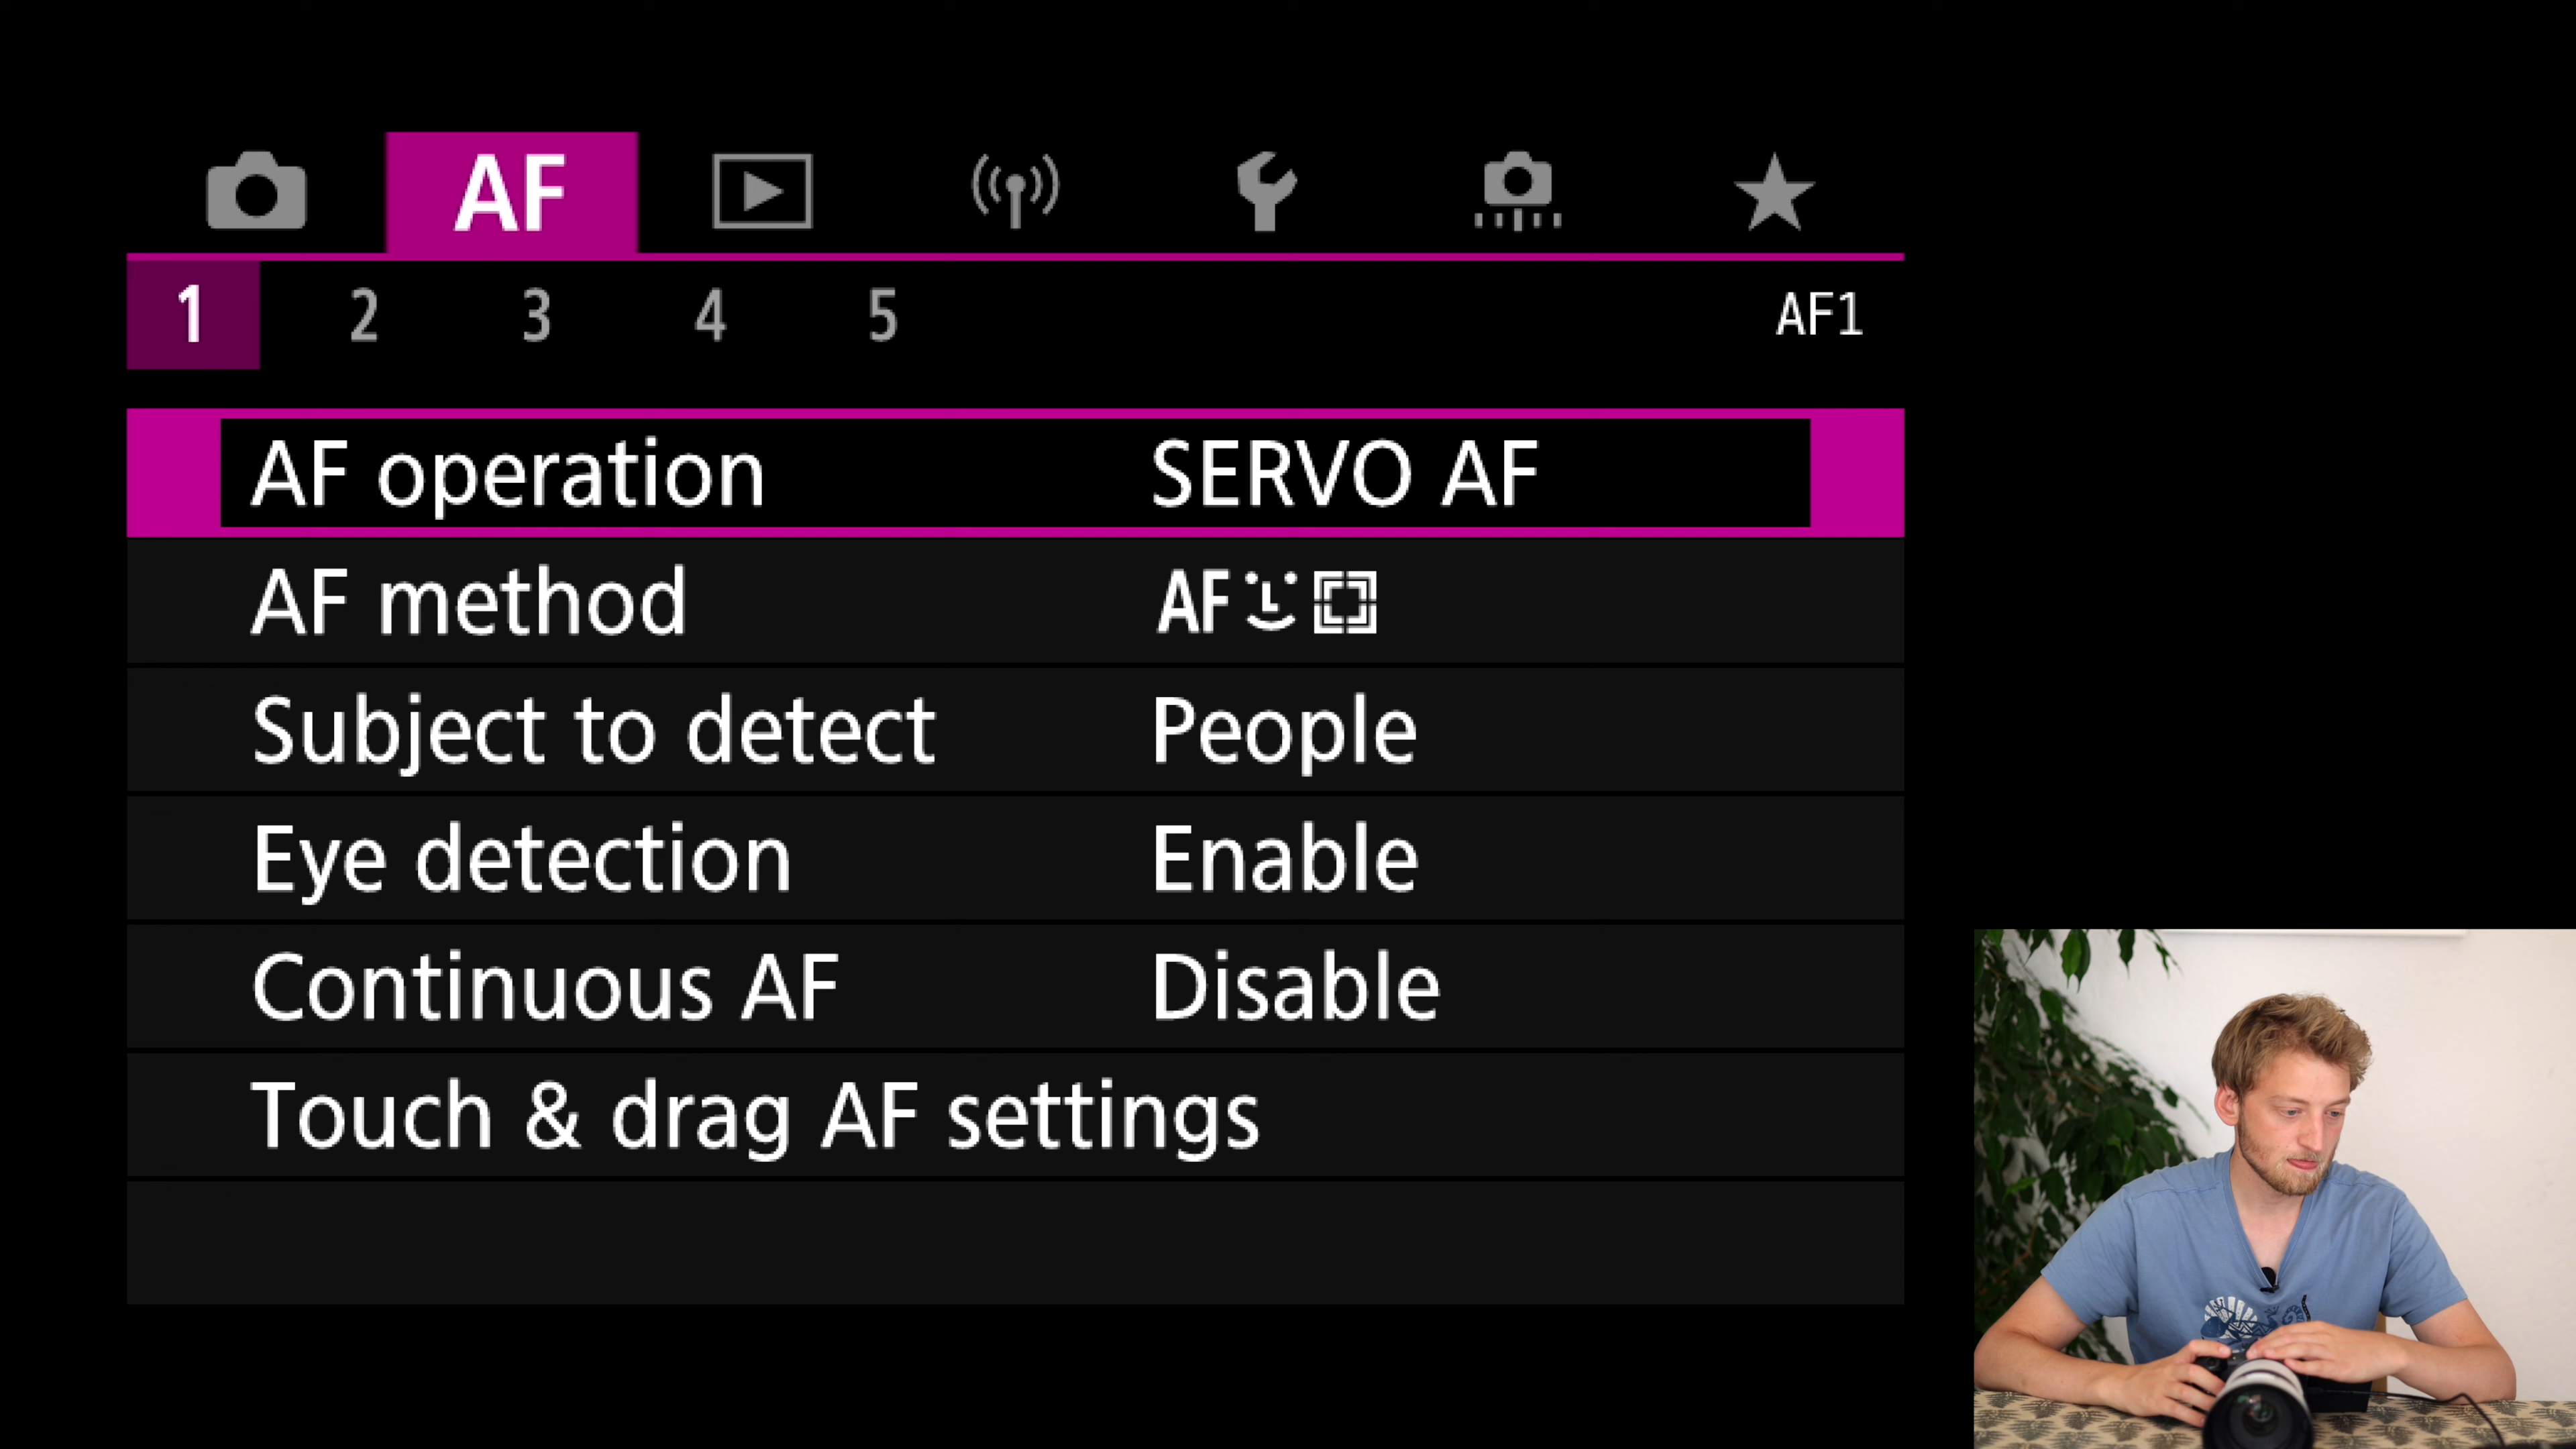 AF
1 2 3 4 5 AF1
AF operation SERVO AF
AF method AF
Subject to detect People
Eye detection Enable
Continuous AF Disable
Touch & drag AF settings